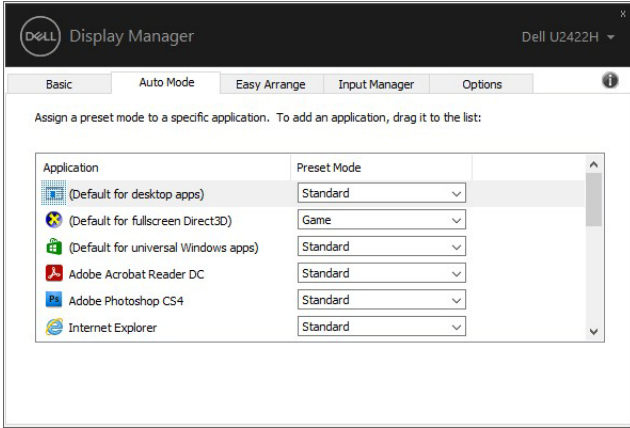 x
DELL Display Manager Dell U2422H
Basic Auto Mode Easy Arrange Input Manager Options
Assign a preset mode to a specific application. To add an application, drag it to the list:
Application Preset Mode
(Default for desktop apps) Standard
(Default for fullscreen Direct3D) Game
(Default for universal Windows apps) Standard
Adobe Acrobat Reader DC Standard
Ps Adobe Photoshop CS4 Standard
Internet Explorer Standard